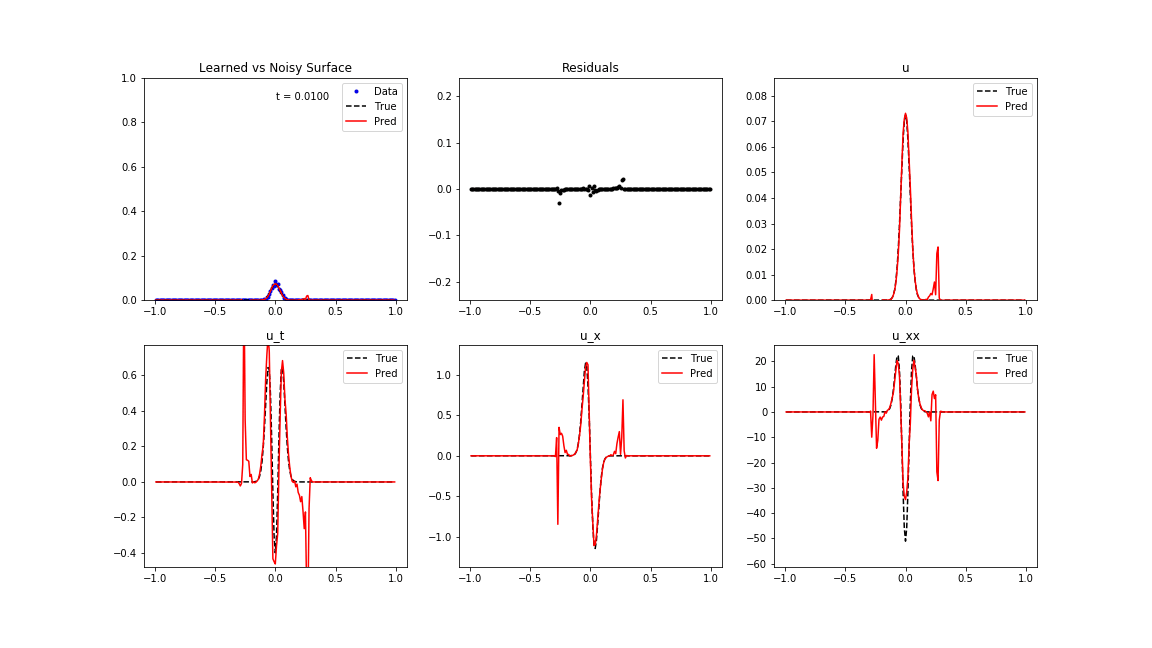 Learned vs Noisy Surface
t = 0.0100
Data
True
Pred
1.0
0.8
0.6
0.4
0.2
0.0
−1.0 −0.5 0.0 0.5 1.0
Residuals
0.2
0.1
0.0
−0.1
−0.2
−1.0 −0.5 0.0 0.5 1.0
u
True
Pred
0.08
0.07
0.06
0.05
0.04
0.03
0.02
0.01
0.00
−1.0 −0.5 0.0 0.5 1.0
u_t
True
Pred
0.6
0.4
0.2
0.0
−0.2
−0.4
−1.0 −0.5 0.0 0.5 1.0
u_x
True
Pred
1.0
0.5
0.0
−0.5
−1.0
−1.0 −0.5 0.0 0.5 1.0
u_xx
True
Pred
20
10
0
−10
−20
−30
−40
−50
−60
−1.0 −0.5 0.0 0.5 1.0